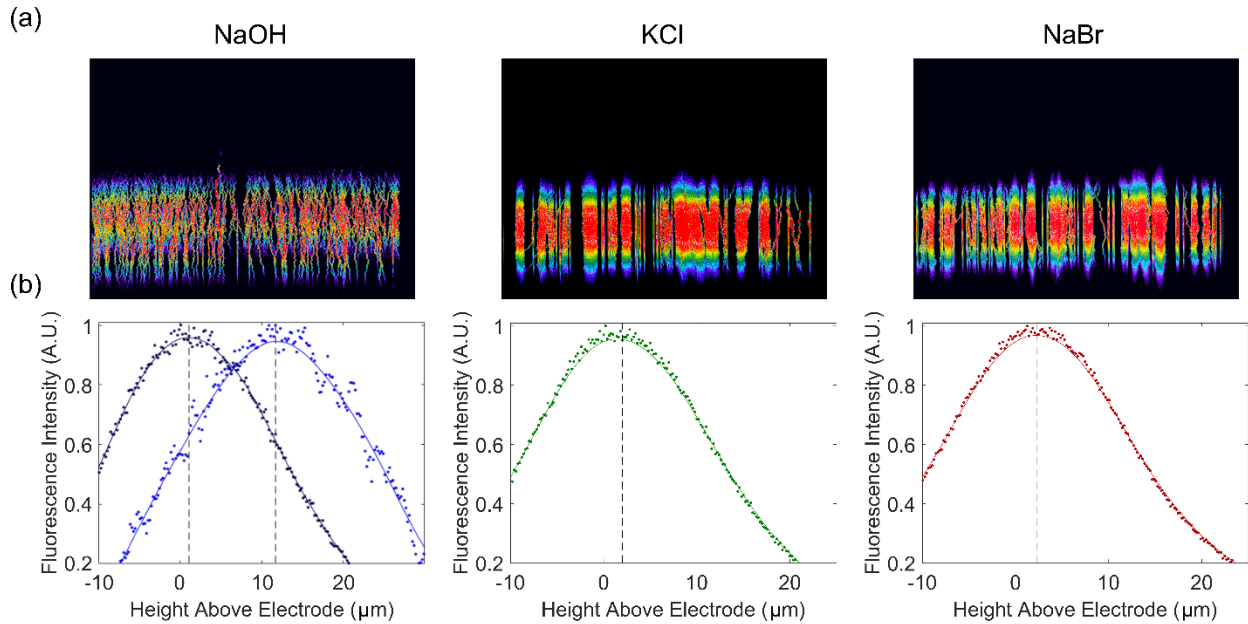 (a)
NaOH
KCl
NaBr
(b)
1
0.8
0.6
0.4
0.2
Fluorescence Intensity (A.U.)
-10 0 10 20
Height Above Electrode (μm)
1
0.8
0.6
0.4
0.2
Fluorescence Intensity (A.U.)
-10 0 10 20
Height Above Electrode (μm)
1
0.8
0.6
0.4
0.2
Fluorescence Intensity (A.U.)
-10 0 10 20
Height Above Electrode (μm)